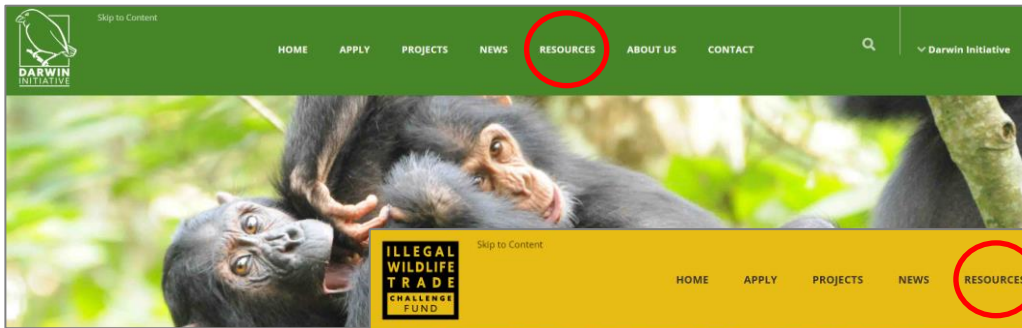 Skip to Content
DARWIN
INITIATIVE
HOME APPLY PROJECTS NEWS RESOURCES ABOUT US CONTACT
Darwin Initiative
ILLEGAL
WILDLIFE
TRADE
CHALLENGE
FUND
Skip to Content
HOME APPLY PROJECTS NEWS RESOURCES